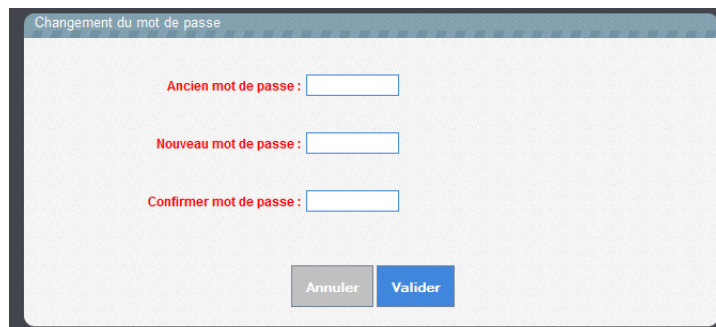 Changement du mot de passe
Ancien mot de passe :
Nouveau mot de passe :
Confirmer mot de passe :
Annuler Valider